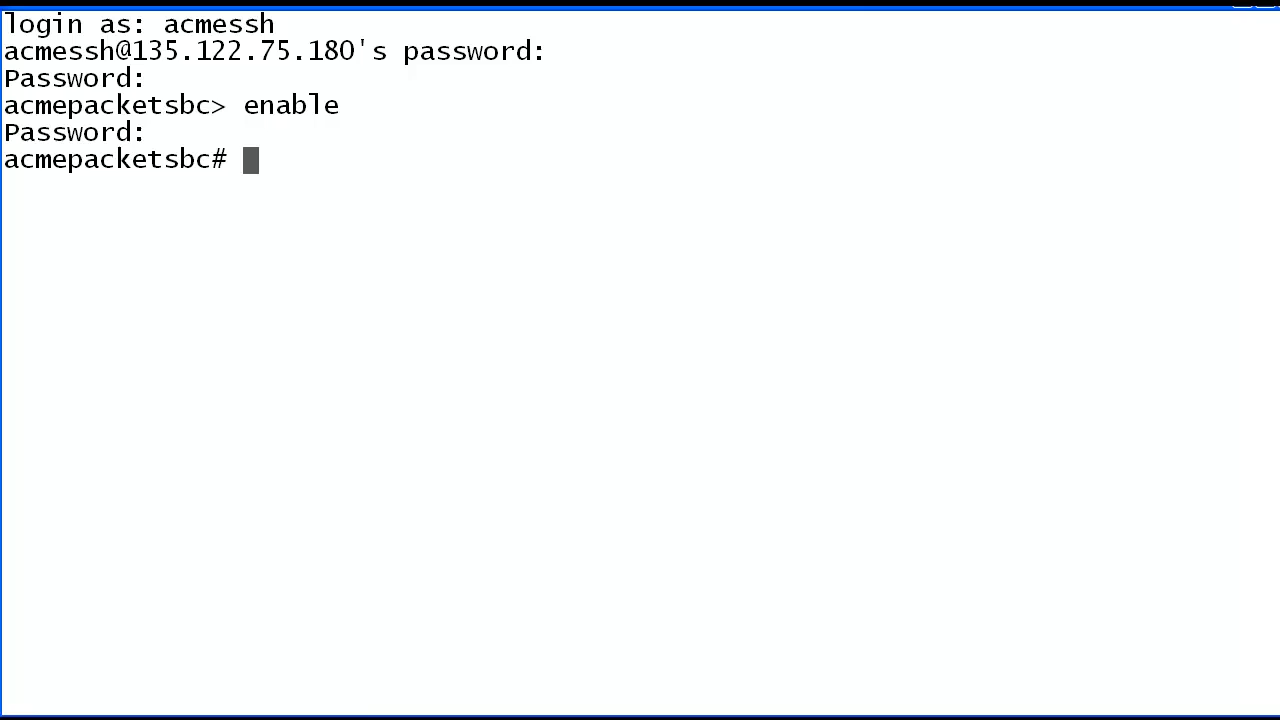 login as: acmessh
acmessh@135.122.75.180's password:
Password:
acmepacketsbc> enable
Password:
acmepacketsbc#